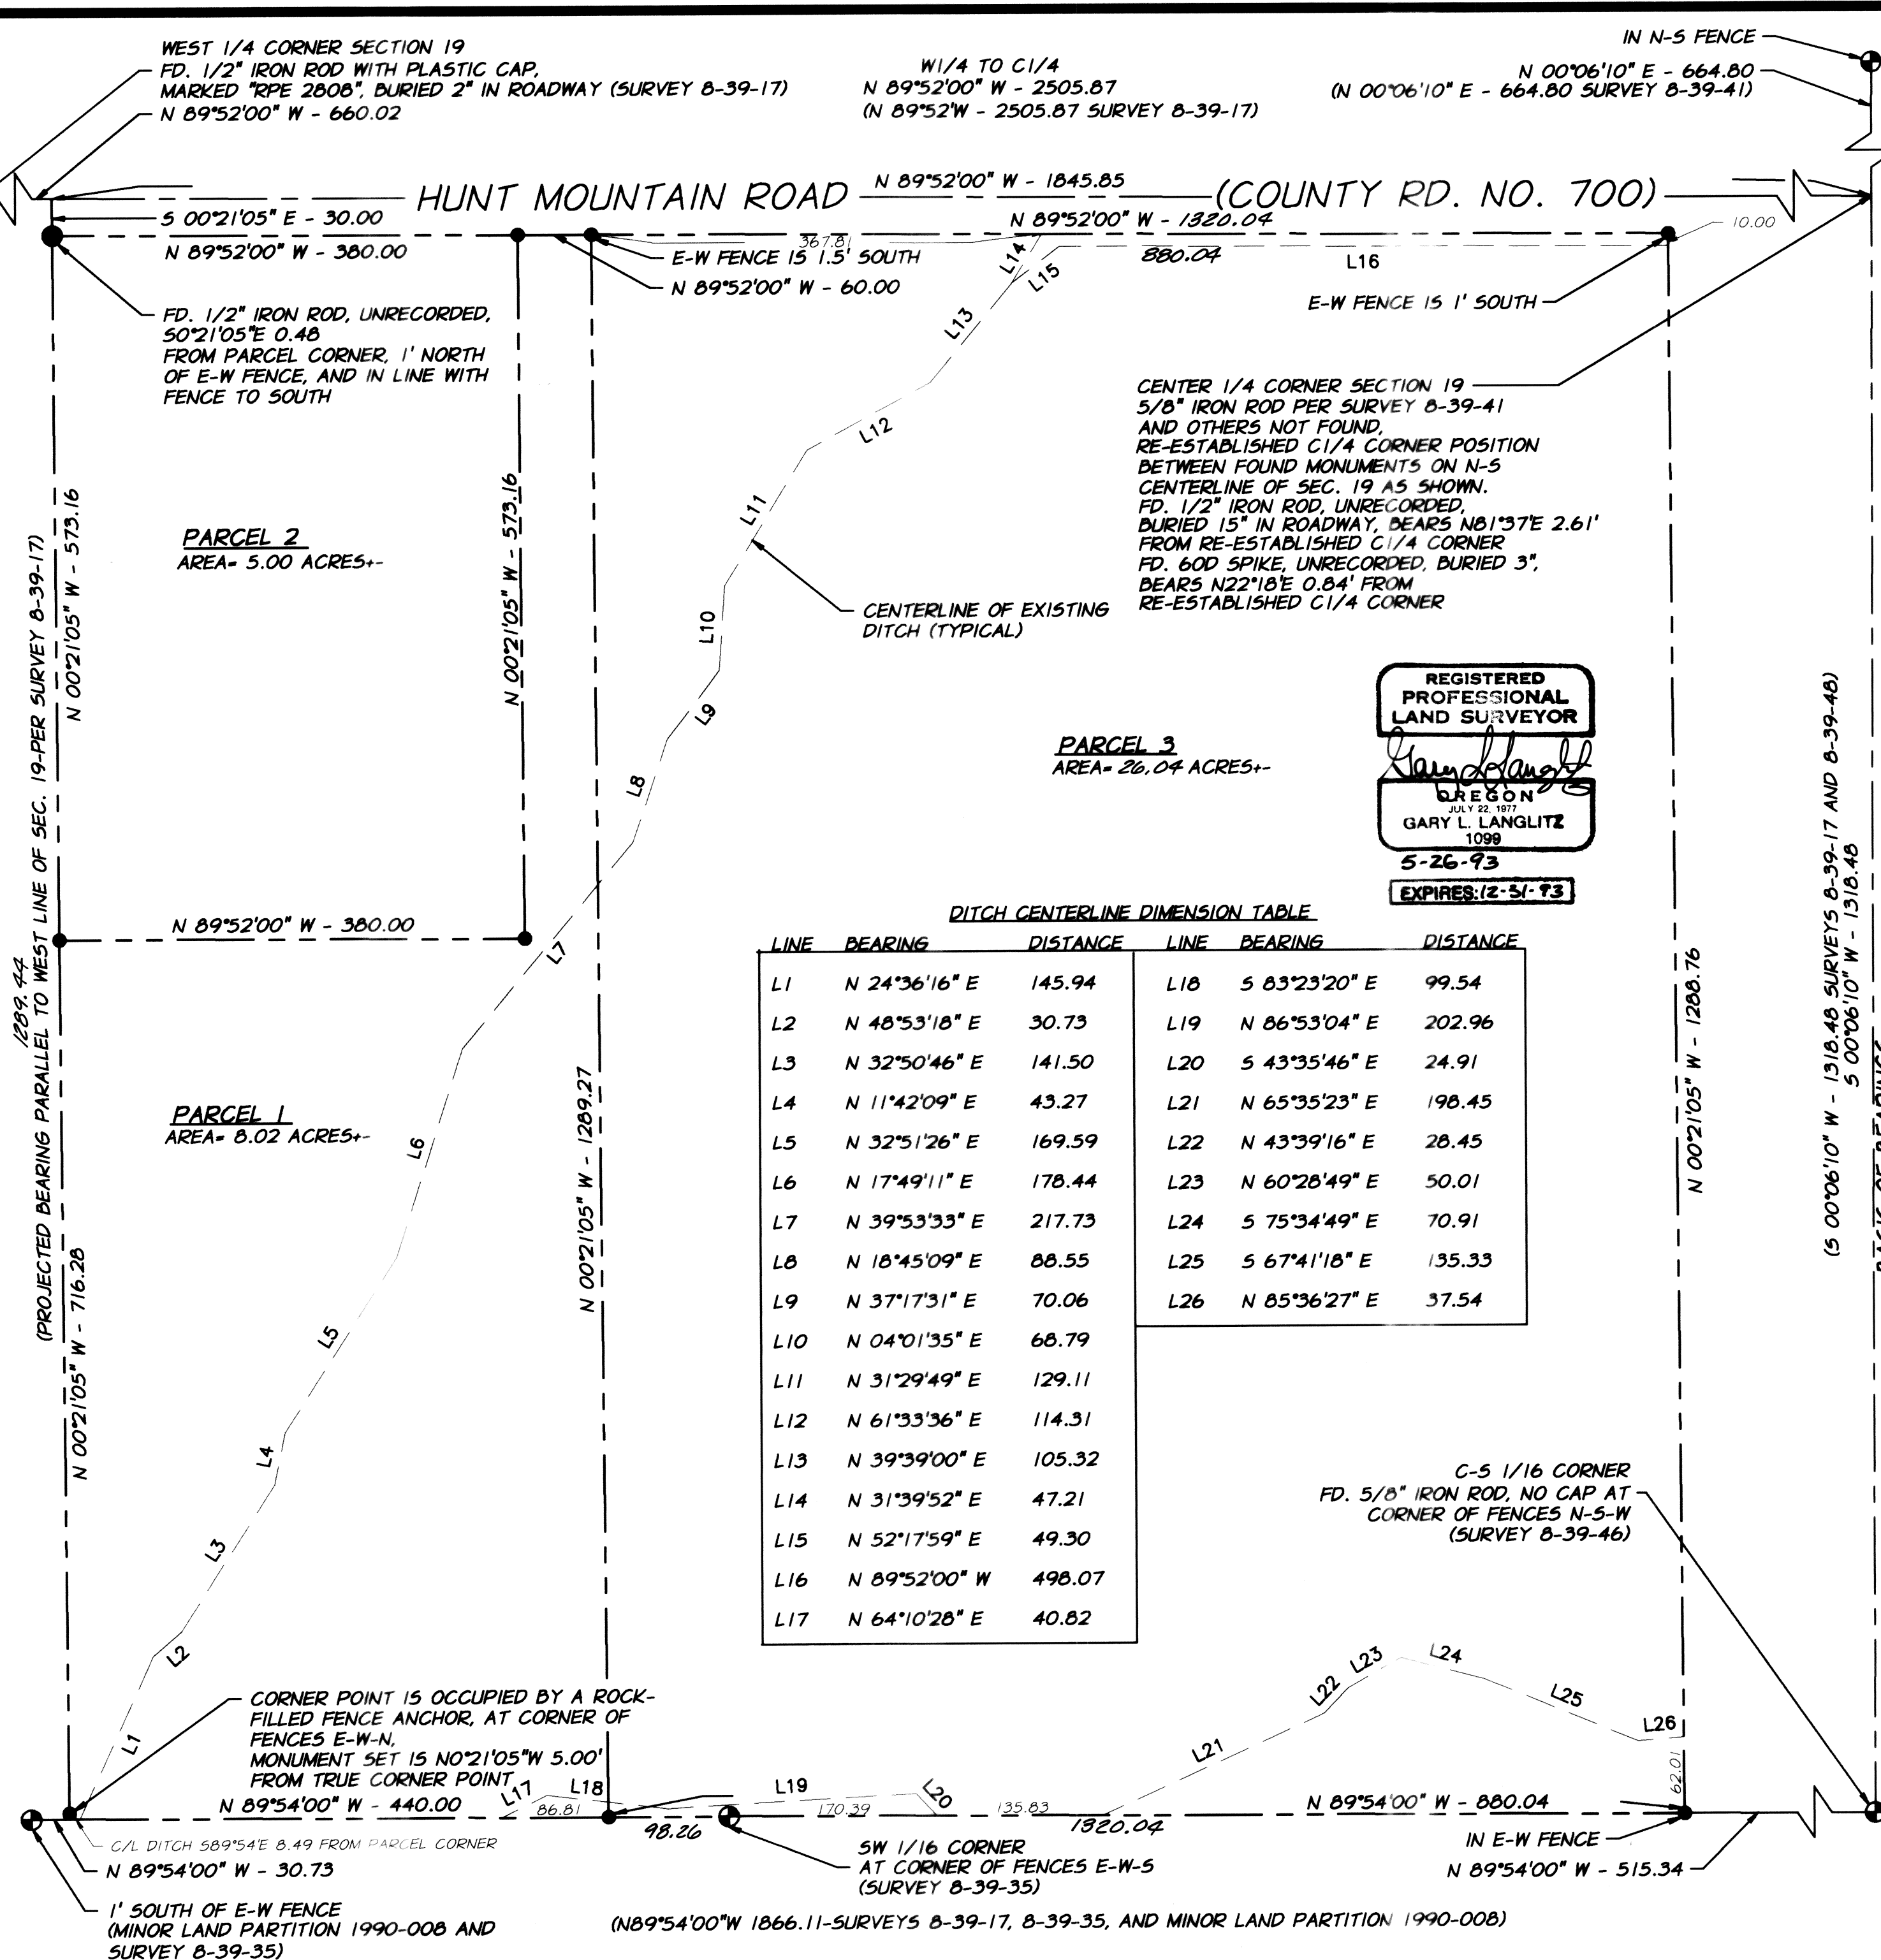 WEST 1/4 CORNER SECTION 19
FD. 1/2" IRON ROD WITH PLASTIC CAP,
MARKED "RPE 2808", BURIED 2" IN ROADWAY (SURVEY 8-39-17)
N 89°52'00" W - 660.02
W1/4 TO C1/4
N 89°52'00" W - 2505.87
(N 89°52'W - 2505.87 SURVEY 8-39-17)
IN N-S FENCE
N 00°06'10" E - 664.80
(N 00°06'10" E - 664.80 SURVEY 8-39-41)
HUNT MOUNTAIN ROAD
N 89°52'00" W - 1845.85
(COUNTY RD. NO. 700)
S 00°21'05" E - 30.00
N 89°52'00" W - 1320.04
10.00
N 89°52'00" W - 380.00
367.81
E-W FENCE IS 1.5' SOUTH
L14
L15
880.04
L16
N 89°52'00" W - 60.00
E-W FENCE IS 1' SOUTH
FD. 1/2" IRON ROD, UNRECORDED,
S0°21'05"E 0.48
FROM PARCEL CORNER, 1' NORTH
OF E-W FENCE, AND IN LINE WITH
FENCE TO SOUTH
L13
L12
L11
L10
L9
L8
L7
L6
L5
L4
L3
L2
L1
CENTER 1/4 CORNER SECTION 19
5/8" IRON ROD PER SURVEY 8-39-41
AND OTHERS NOT FOUND,
RE-ESTABLISHED C1/4 CORNER POSITION
BETWEEN FOUND MONUMENTS ON N-S
CENTERLINE OF SEC. 19 AS SHOWN.
FD. 1/2" IRON ROD, UNRECORDED,
BURIED 15" IN ROADWAY, BEARS N81°37'E 2.61'
FROM RE-ESTABLISHED C1/4 CORNER
FD. 60D SPIKE, UNRECORDED, BURIED 3",
BEARS N22°18'E 0.84' FROM
RE-ESTABLISHED C1/4 CORNER
PARCEL 2
AREA= 5.00 ACRES+-
CENTERLINE OF EXISTING
DITCH (TYPICAL)
1289.44
(PROJECTED BEARING PARALLEL TO WEST LINE OF SEC. 19-PER SURVEY 8-39-17)
N 00°21'05" W - 573.16
N 00°21'05" W - 573.16
PARCEL 3
AREA= 26.04 ACRES+-
REGISTERED
PROFESSIONAL
LAND SURVEYOR
OREGON
JULY 22, 1977
GARY L. LANGLITZ
1099
5-26-93
EXPIRES: 12-31-93
N 89°52'00" W - 380.00
PARCEL 1
AREA= 8.02 ACRES+-
N 00°21'05" W - 716.28
N 00°21'05" W - 1289.27
N 00°21'05" W - 1288.76
(S 00°06'10" W - 1318.48 SURVEYS 8-39-17 AND 8-39-48)
S 00°06'10" W - 1318.48
DITCH CENTERLINE DIMENSION TABLE
LINE BEARING DISTANCE LINE BEARING DISTANCE
L1 N 24°36'16" E 145.94 L18 S 83°23'20" E 99.54
L2 N 48°53'18" E 30.73 L19 N 86°53'04" E 202.96
L3 N 32°50'46" E 141.50 L20 S 43°35'46" E 24.91
L4 N 11°42'09" E 43.27 L21 N 65°35'23" E 198.45
L5 N 32°51'26" E 169.59 L22 N 43°39'16" E 28.45
L6 N 17°49'11" E 178.44 L23 N 60°28'49" E 50.01
L7 N 39°53'33" E 217.73 L24 S 75°34'49" E 70.91
L8 N 18°45'09" E 88.55 L25 S 67°41'18" E 135.33
L9 N 37°17'31" E 70.06 L26 N 85°36'27" E 37.54
L10 N 04°01'35" E 68.79
L11 N 31°29'49" E 129.11
L12 N 61°33'36" E 114.31
L13 N 39°39'00" E 105.32
L14 N 31°39'52" E 47.21
L15 N 52°17'59" E 49.30
L16 N 89°52'00" W 498.07
L17 N 64°10'28" E 40.82
C-S 1/16 CORNER
FD. 5/8" IRON ROD, NO CAP AT
CORNER OF FENCES N-S-W
(SURVEY 8-39-46)
CORNER POINT IS OCCUPIED BY A ROCK-
FILLED FENCE ANCHOR, AT CORNER OF
FENCES E-W-N,
MONUMENT SET IS N0°21'05"W 5.00'
FROM TRUE CORNER POINT
L17
L18
L19
L20
L21
L22
L23
L24
L25
L26
62.01
N 89°54'00" W - 440.00
86.81
170.39
135.83
N 89°54'00" W - 880.04
98.26
1320.04
C/L DITCH S89°54'E 8.49 FROM PARCEL CORNER
N 89°54'00" W - 30.73
SW 1/16 CORNER
AT CORNER OF FENCES E-W-S
(SURVEY 8-39-35)
IN E-W FENCE
N 89°54'00" W - 515.34
1' SOUTH OF E-W FENCE
(MINOR LAND PARTITION 1990-008 AND
SURVEY 8-39-35)
(N89°54'00"W 1866.11-SURVEYS 8-39-17, 8-39-35, AND MINOR LAND PARTITION 1990-008)